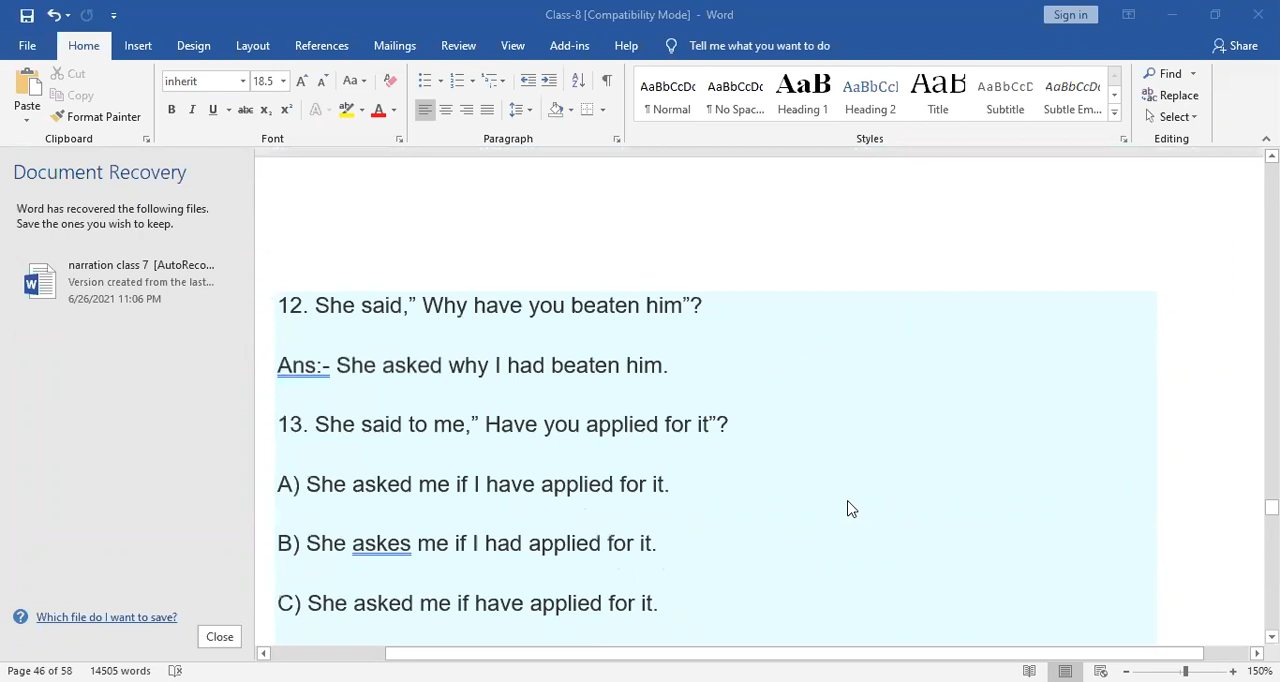 Class-8 [Compatibility Mode] - Word
Sign in
File Home Insert Design Layout References Mailings Review View Add-ins Help Tell me what you want to do Share
Paste
Cut
Copy
Format Painter
Clipboard
inherit 18.5
Aa
B I U abc x₂ x²
Font
Paragraph
AaBbCcDc AaBbCcDc AaB AaBbCcI AaB AaBbCcD AaBbCcDc
¶ Normal ¶ No Spac... Heading 1 Heading 2 Title Subtitle Subtle Em...
Styles
Find
Replace
Select
Editing
Document Recovery
Word has recovered the following files.
Save the ones you wish to keep.
narration class 7 [AutoReco...
Version created from the last...
6/26/2021 11:06 PM
Which file do I want to save?
Close
12. She said,” Why have you beaten him”?
Ans:- She asked why I had beaten him.
13. She said to me,” Have you applied for it”?
A) She asked me if I have applied for it.
B) She askes me if I had applied for it.
C) She asked me if have applied for it.
Page 46 of 58 14505 words
150%